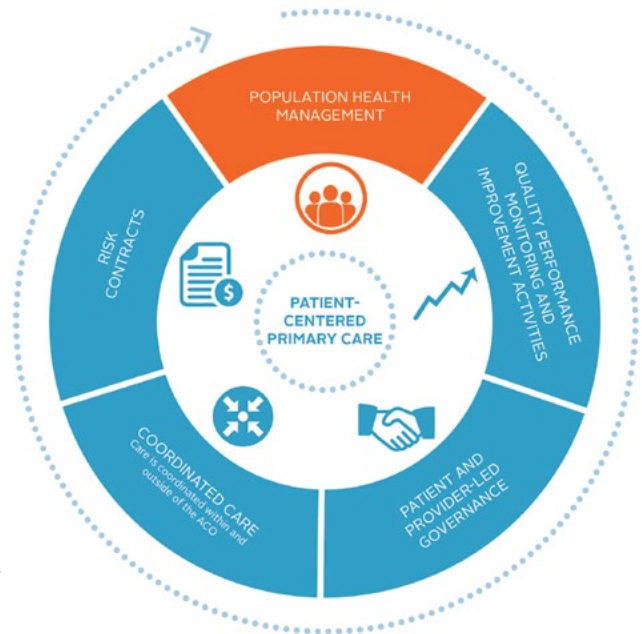 POPULATION HEALTH
MANAGEMENT
QUALITY PERFORMANCE
MONITORING AND
IMPROVEMENT ACTIVITIES
PATIENT AND
PROVIDER-LED
GOVERNANCE
COORDINATED CARE
Care is coordinated within and
outside of the ACO
RISK
CONTRACTS
$
PATIENT-
CENTERED
PRIMARY CARE